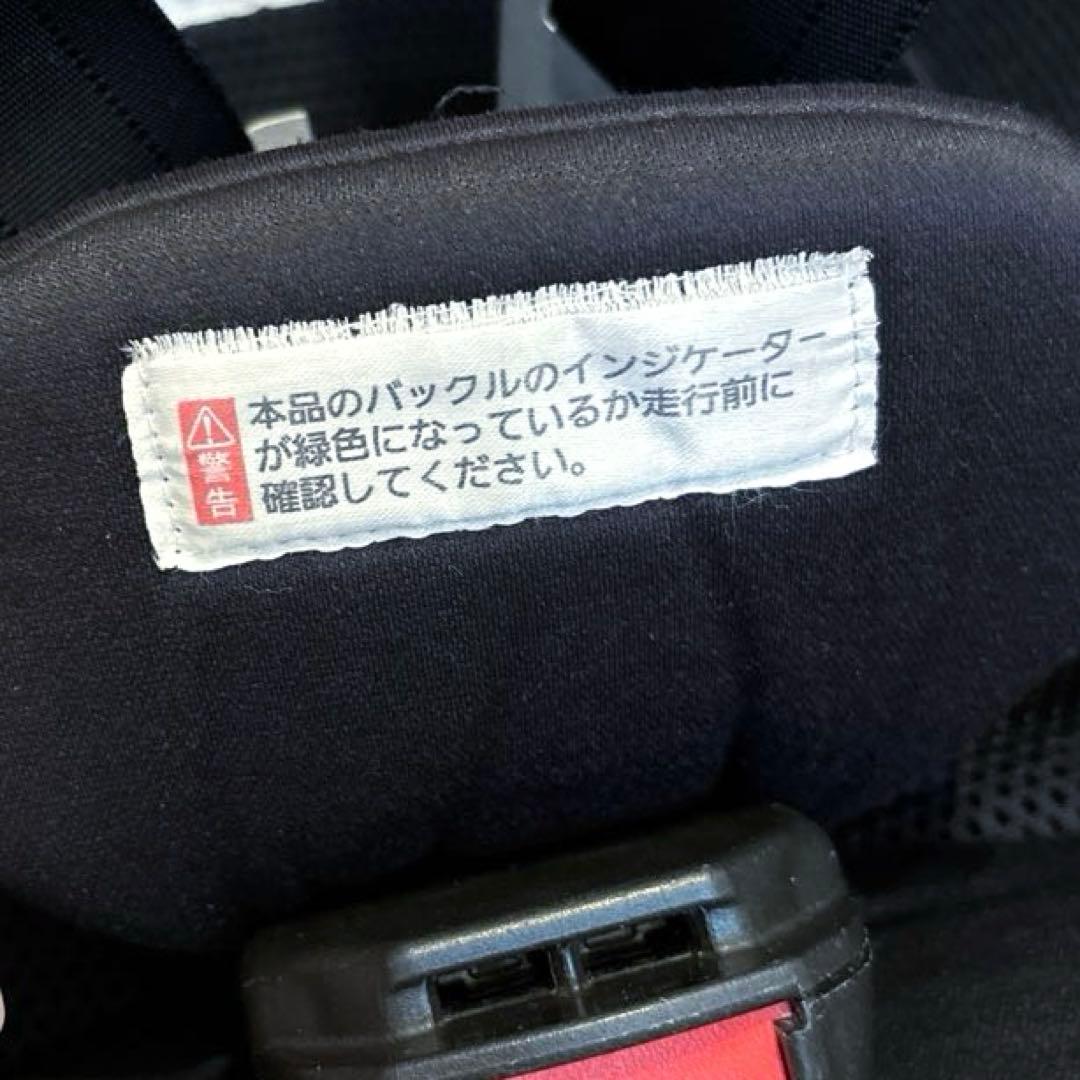 警告
本品のバックルのインジケーター
が緑色になっているか走行前に
確認してください。